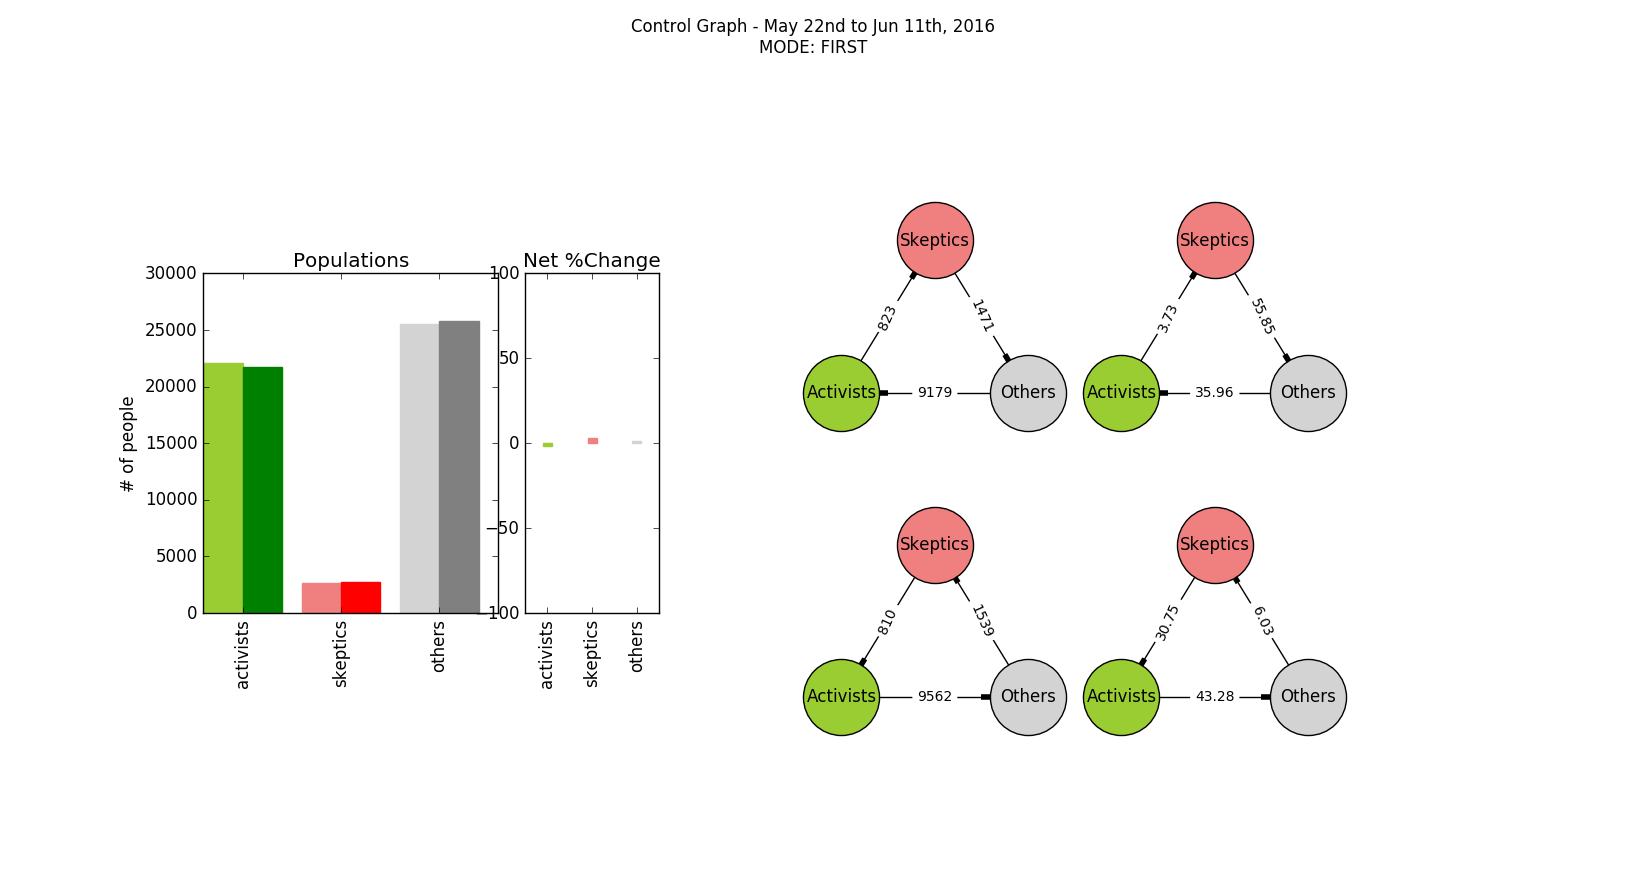 Control Graph - May 22nd to Jun 11th, 2016
MODE: FIRST
Populations
# of people
30000
25000
20000
15000
10000
5000
0
activists
skeptics
others
Net %Change
100
50
0
−50
−100
activists
skeptics
others
Skeptics
823
1471
Activists
9179
Others
Skeptics
3.73
55.85
Activists
35.96
Others
Skeptics
810
1539
Activists
9562
Others
Skeptics
30.75
6.03
Activists
43.28
Others